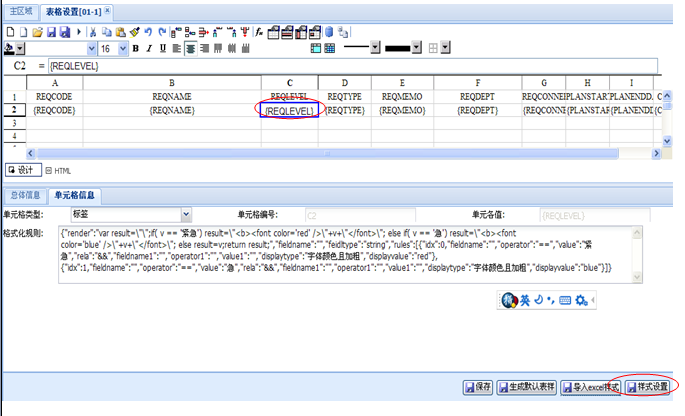 主区域 表格设置[01-1]
16 B I U
C2 = {REQLEVEL}
A B C D E F G H I
1 REQCODE REQNAME REQLEVEL REQTYPE REQMEMO REQDEPT REQCONNE PLANSTAR PLANENDD. C
2 {REQCODE} {REQNAME} {REQLEVEL} {REQTYPE} {REQMEMO} {REQDEPT} {REQCONNE {PLANSTAR {PLANENDD {C
3
4
设计 HTML
总体信息 单元格信息
单元格类型: 标签 单元格编号: C2 单元各值: {REQLEVEL}
格式化规则: {"render":"var result=\"\";if( v == '紧急') result=\"<b><font color='red' />\"+v+\"</font>\"; else if( v == '急') result=\"<b><font
color='blue' />\"+v+\"</font>\"; else result=v;return result;","fieldname":"","feidltype":"string","rules":[{"idx":0,"fieldname":"","operator":"==","value":"紧
急","rela":"&&","fieldname1":"","operator1":"","value1":"","displaytype":"字体颜色且加粗","displayvalue":"red"},
{"idx":1,"fieldname":"","operator":"==","value":"急","rela":"&&","fieldname1":"","operator1":"","value1":"","displaytype":"字体颜色且加粗","displayvalue":"blue"}]}
英
保存 生成默认表样 导入excel样式 样式设置